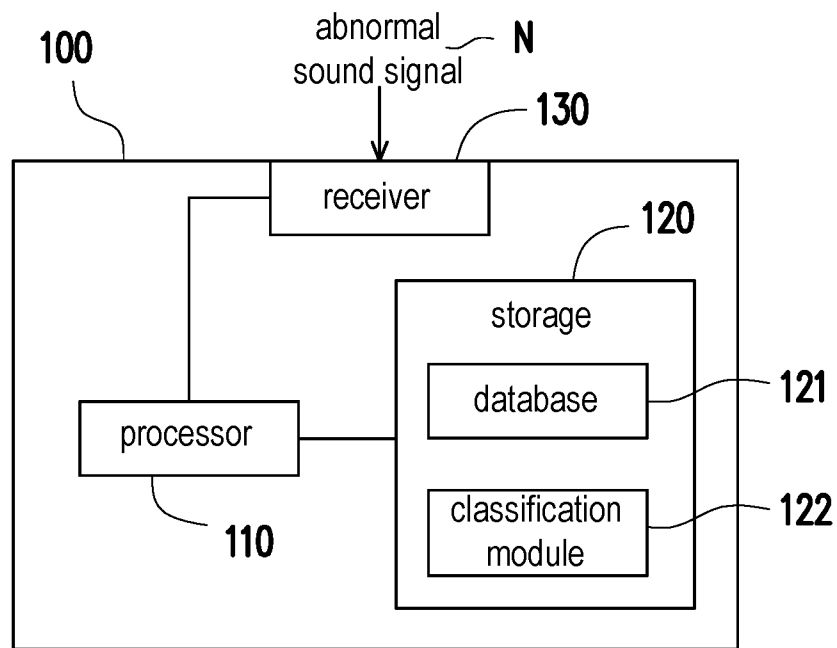 abnormal
sound signal
N
100
130
receiver
120
storage
database
121
processor
110
classification
module
122